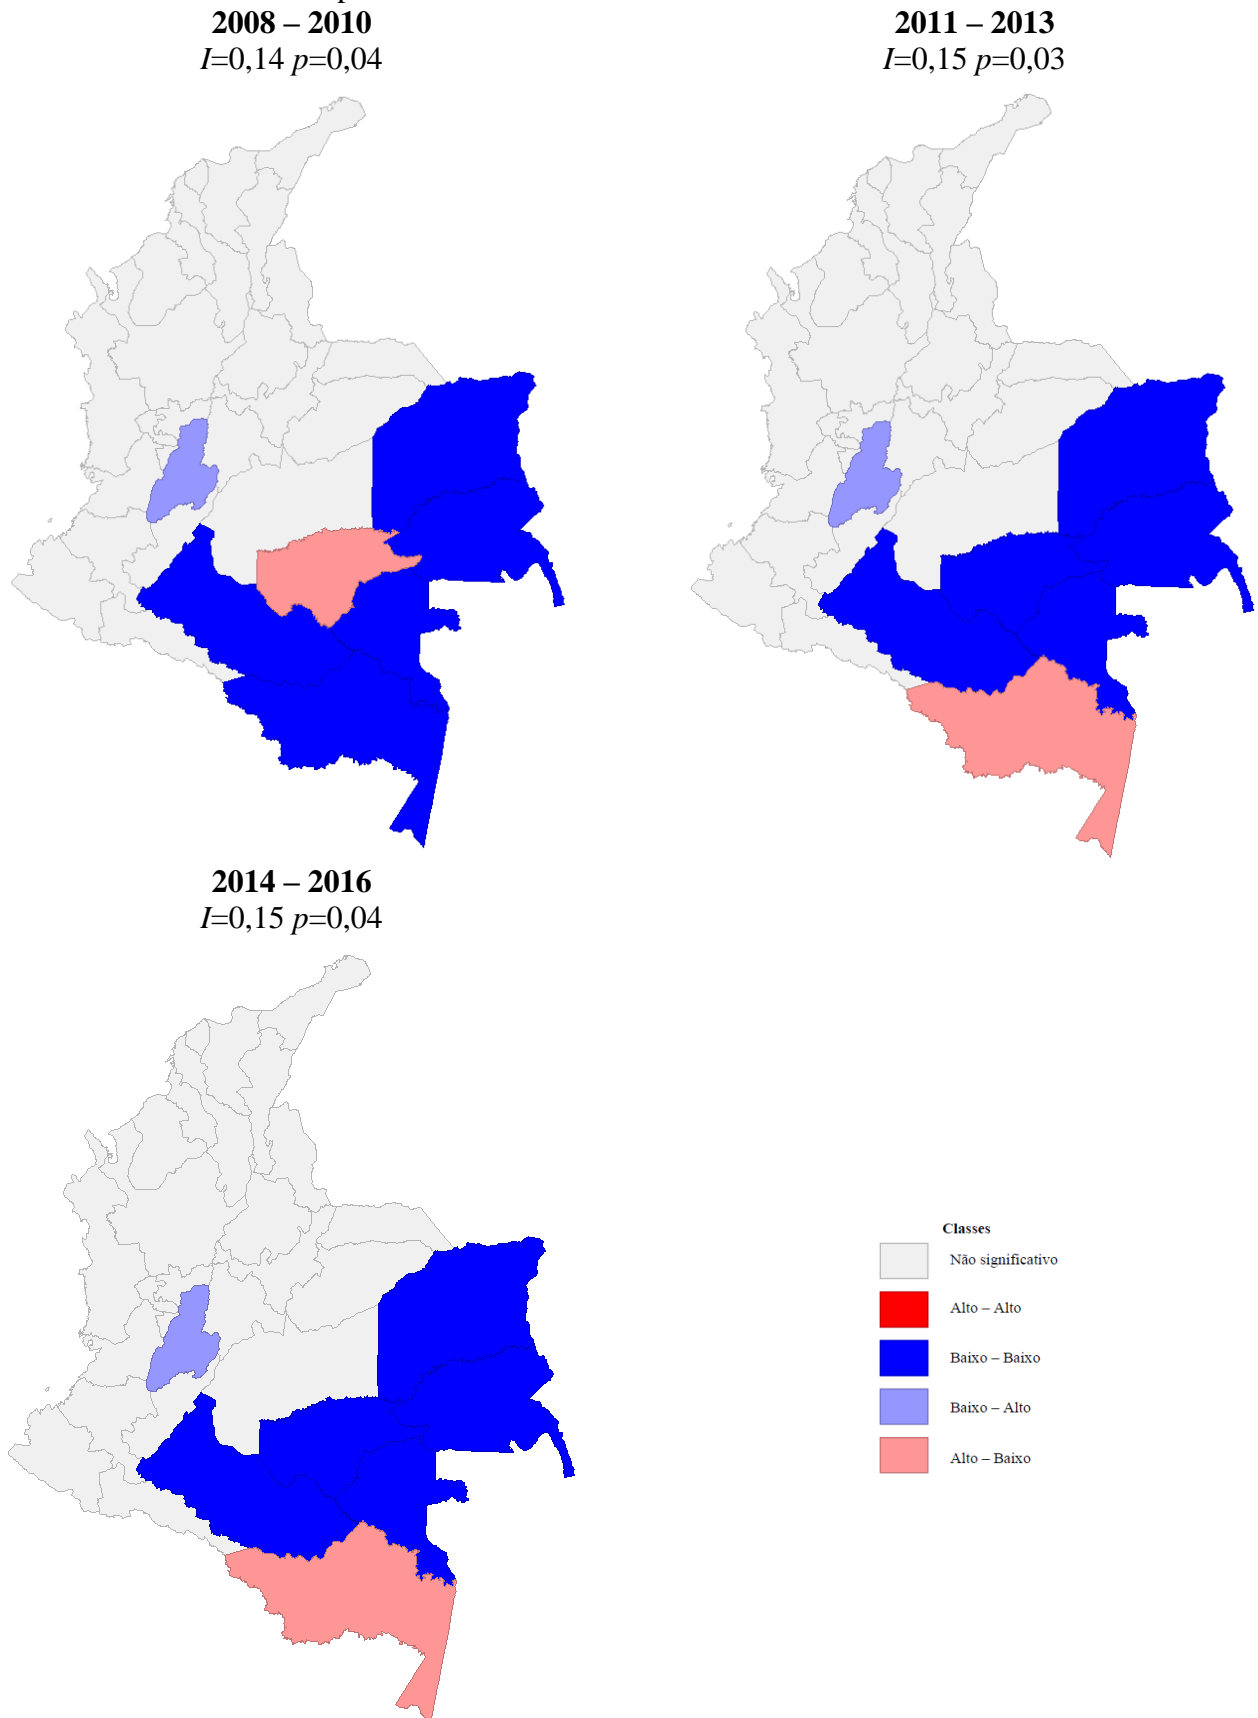 2008 – 2010
I=0,14 p=0,04
2011 – 2013
I=0,15 p=0,03
2014 – 2016
I=0,15 p=0,04
Classes
Não significativo
Alto – Alto
Baixo – Baixo
Baixo – Alto
Alto – Baixo